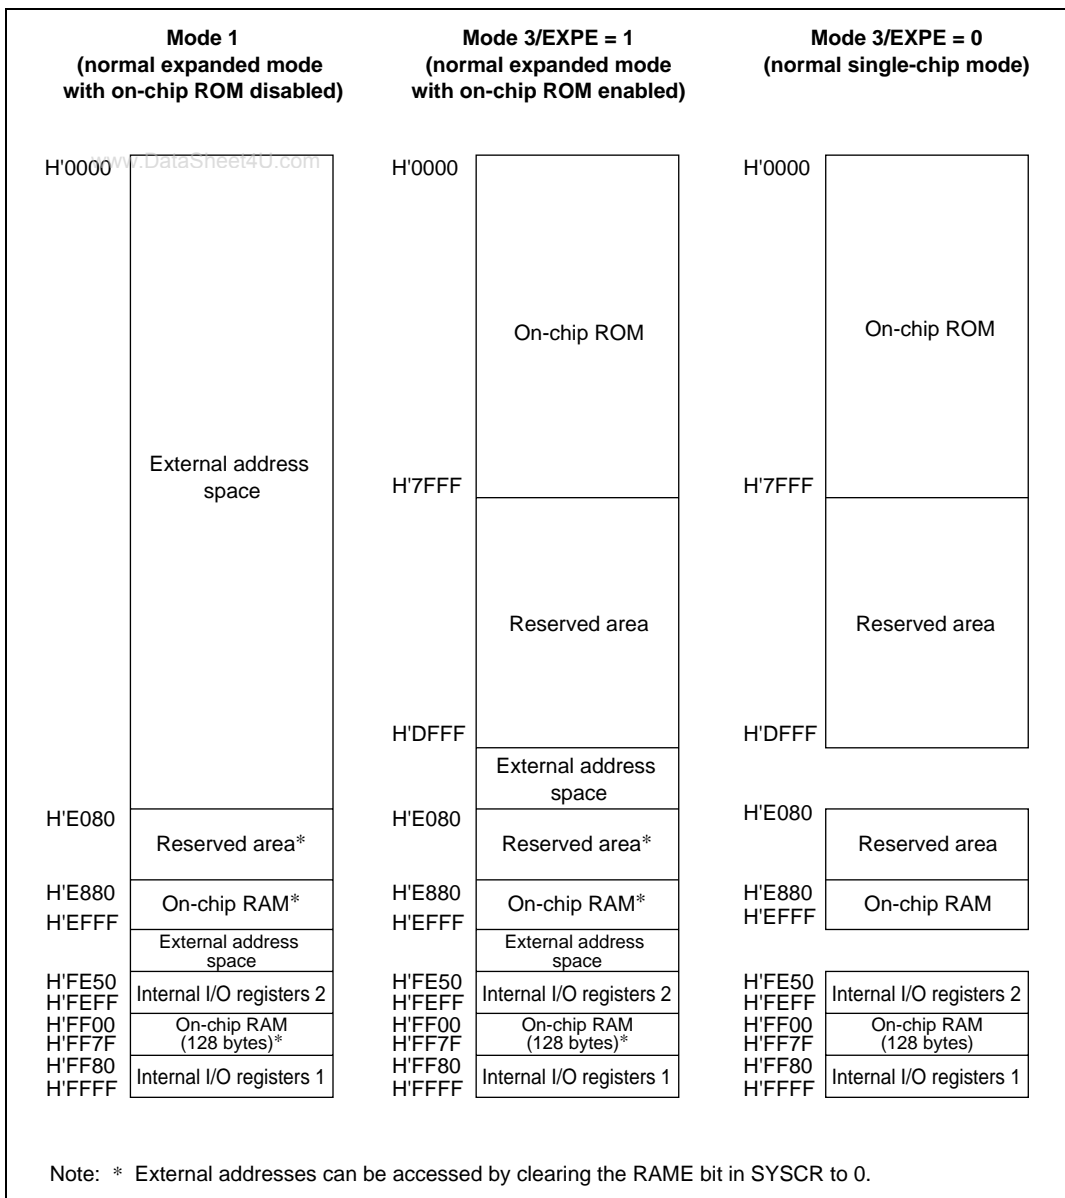 Mode 1
(normal expanded mode
with on-chip ROM disabled)
Mode 3/EXPE = 1
(normal expanded mode
with on-chip ROM enabled)
Mode 3/EXPE = 0
(normal single-chip mode)
www.DataSheet4U.com
H'0000
External address
space
H'E080
Reserved area*
H'E880
On-chip RAM*
H'EFFF
External address
space
H'FE50
Internal I/O registers 2
H'FEFF
H'FF00
On-chip RAM
(128 bytes)*
H'FF7F
H'FF80
Internal I/O registers 1
H'FFFF
H'0000
On-chip ROM
H'7FFF
Reserved area
H'DFFF
External address
space
H'E080
Reserved area*
H'E880
On-chip RAM*
H'EFFF
External address
space
H'FE50
Internal I/O registers 2
H'FEFF
H'FF00
On-chip RAM
(128 bytes)*
H'FF7F
H'FF80
Internal I/O registers 1
H'FFFF
H'0000
On-chip ROM
H'7FFF
Reserved area
H'DFFF
H'E080
Reserved area
H'E880
On-chip RAM
H'EFFF
H'FE50
Internal I/O registers 2
H'FEFF
H'FF00
On-chip RAM
(128 bytes)
H'FF7F
H'FF80
Internal I/O registers 1
H'FFFF
Note: * External addresses can be accessed by clearing the RAME bit in SYSCR to 0.